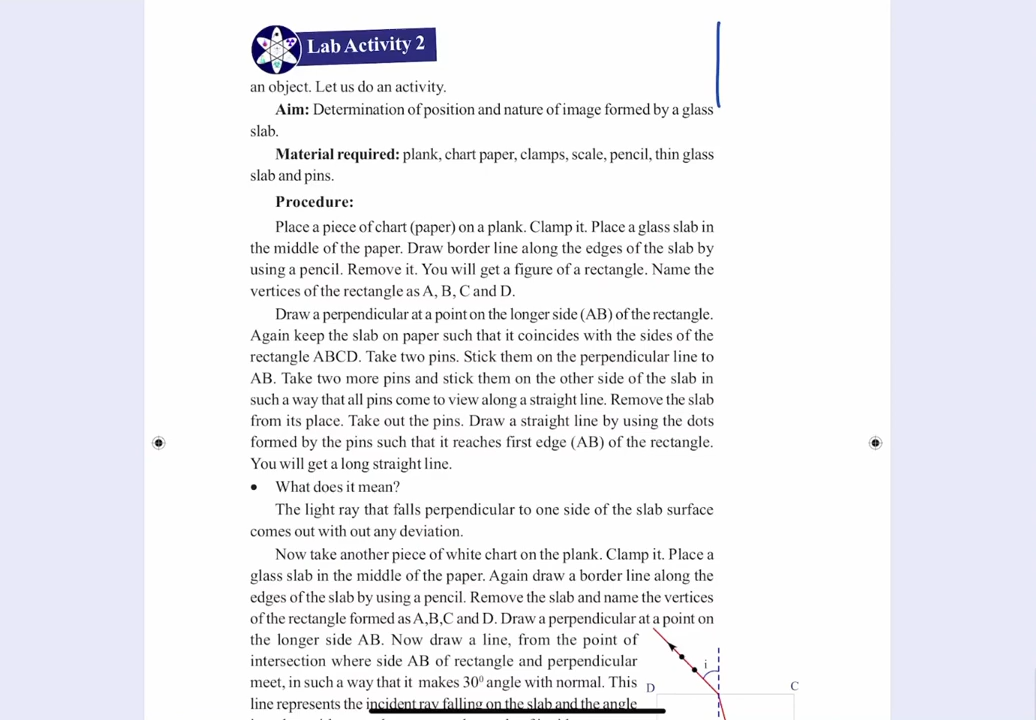 Lab Activity 2
an object. Let us do an activity.
Aim: Determination of position and nature of image formed by a glass
slab.
Material required: plank, chart paper, clamps, scale, pencil, thin glass
slab and pins.
Procedure:
Place a piece of chart (paper) on a plank. Clamp it. Place a glass slab in
the middle of the paper. Draw border line along the edges of the slab by
using a pencil. Remove it. You will get a figure of a rectangle. Name the
vertices of the rectangle as A, B, C and D.
Draw a perpendicular at a point on the longer side (AB) of the rectangle.
Again keep the slab on paper such that it coincides with the sides of the
rectangle ABCD. Take two pins. Stick them on the perpendicular line to
AB. Take two more pins and stick them on the other side of the slab in
such a way that all pins come to view along a straight line. Remove the slab
from its place. Take out the pins. Draw a straight line by using the dots
formed by the pins such that it reaches first edge (AB) of the rectangle.
You will get a long straight line.
• What does it mean?
The light ray that falls perpendicular to one side of the slab surface
comes out with out any deviation.
Now take another piece of white chart on the plank. Clamp it. Place a
glass slab in the middle of the paper. Again draw a border line along the
edges of the slab by using a pencil. Remove the slab and name the vertices
of the rectangle formed as A,B,C and D. Draw a perpendicular at a point on
the longer side AB. Now draw a line, from the point of
intersection where side AB of rectangle and perpendicular
meet, in such a way that it makes 30⁰ angle with normal. This
line represents the incident ray falling on the slab and the angle
i
D
C